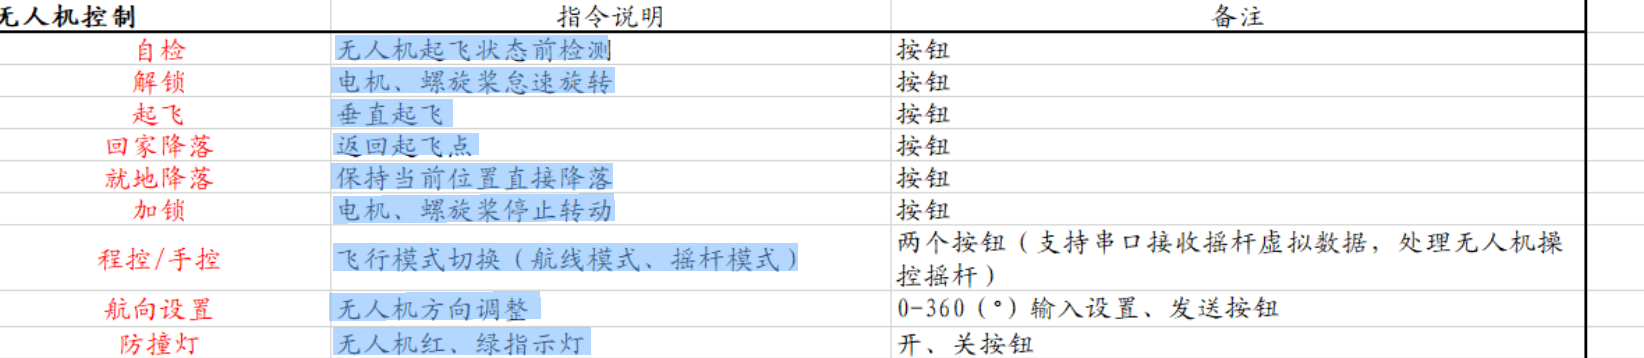 无人机控制 指令说明 备注
自检 无人机起飞状态前检测 按钮
解锁 电机、螺旋桨怠速旋转 按钮
起飞 垂直起飞 按钮
回家降落 返回起飞点 按钮
就地降落 保持当前位置直接降落 按钮
加锁 电机、螺旋桨停止转动 按钮
程控/手控 飞行模式切换（航线模式、摇杆模式） 两个按钮（支持串口接收摇杆虚拟数据，处理无人机操
控摇杆）
航向设置 无人机方向调整 0-360（°）输入设置、发送按钮
防撞灯 无人机红、绿指示灯 开、关按钮